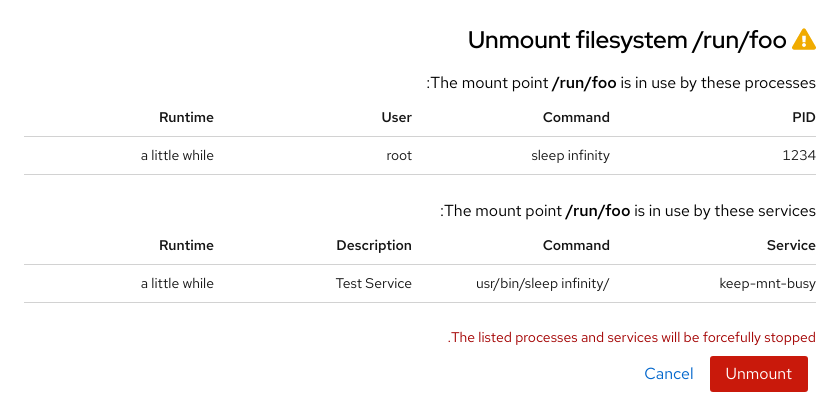 Unmount filesystem /run/foo
:The mount point /run/foo is in use by these processes
Runtime User Command PID
a little while root sleep infinity 1234
:The mount point /run/foo is in use by these services
Runtime Description Command Service
a little while Test Service usr/bin/sleep infinity/ keep-mnt-busy
.The listed processes and services will be forcefully stopped
Cancel Unmount